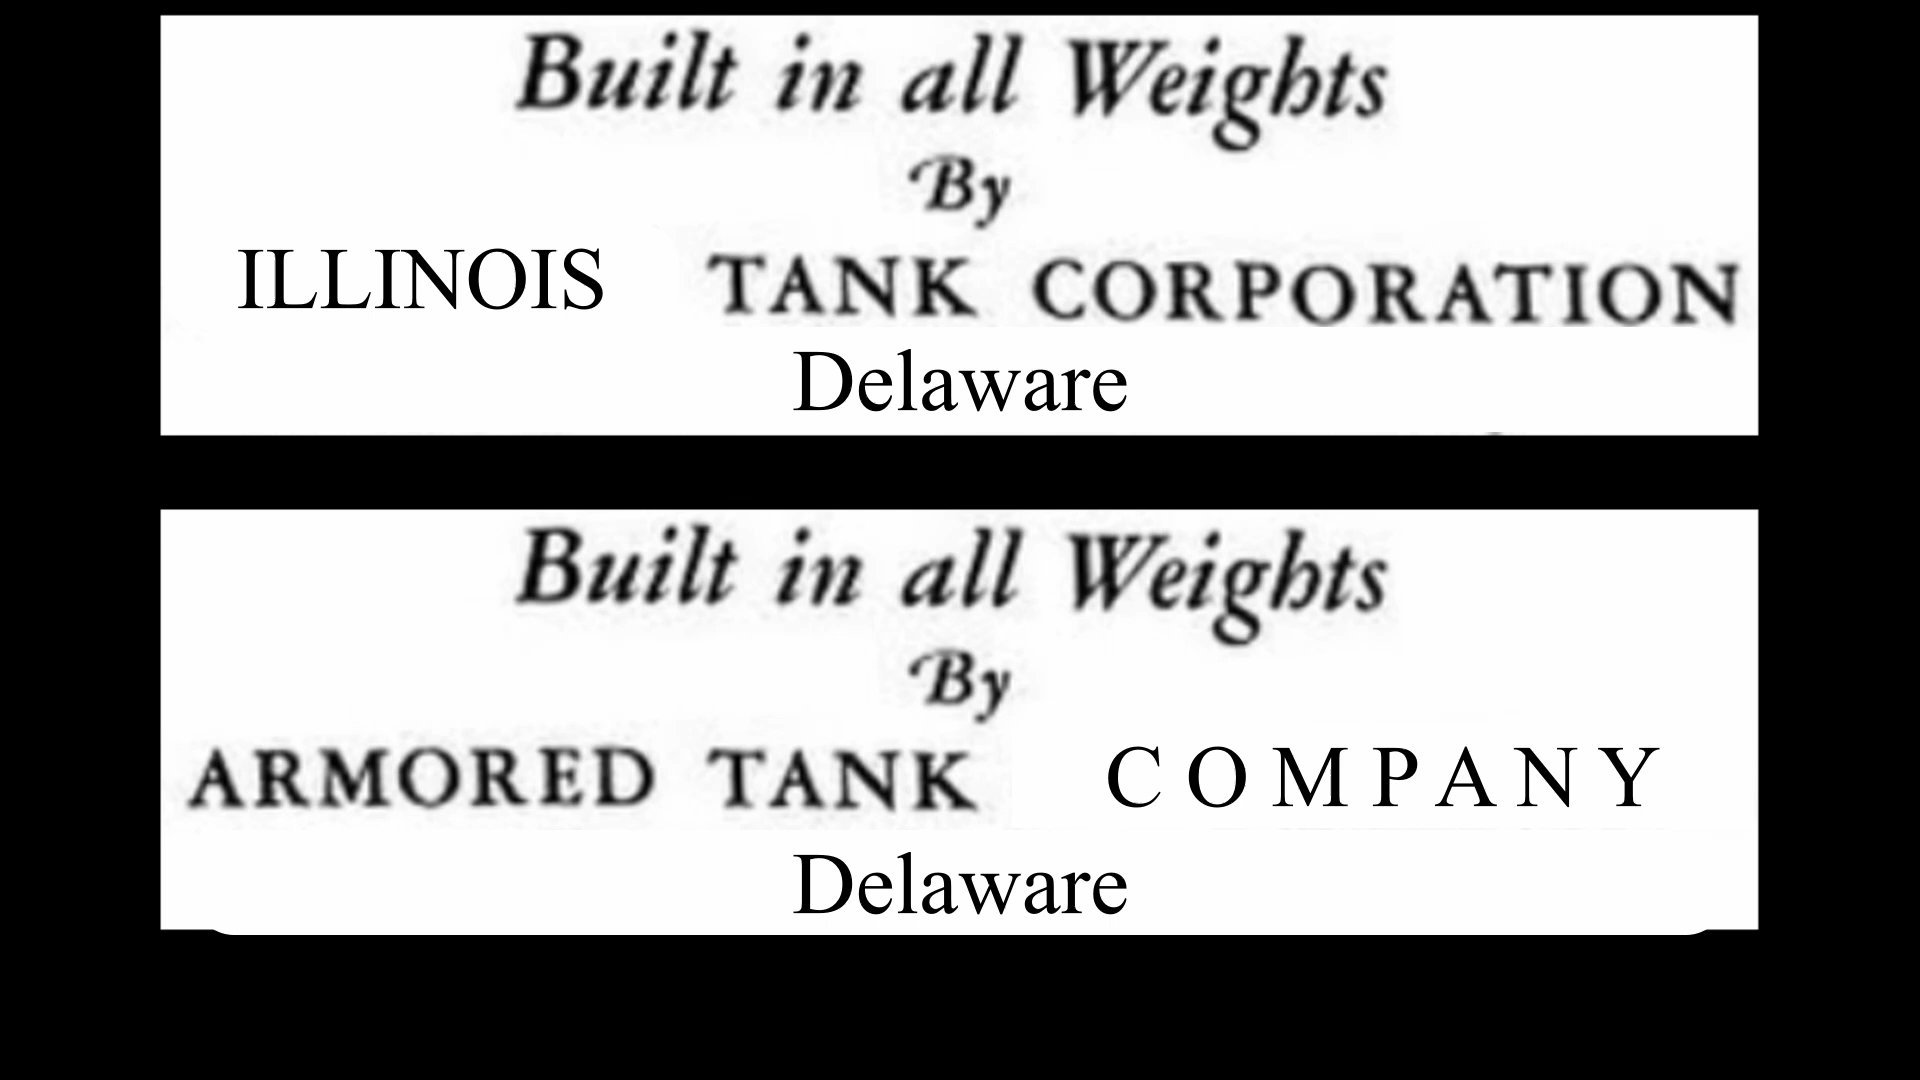 Built in all Weights
By
ILLINOIS TANK CORPORATION
Delaware
Built in all Weights
By
ARMORED TANK COMPANY
Delaware